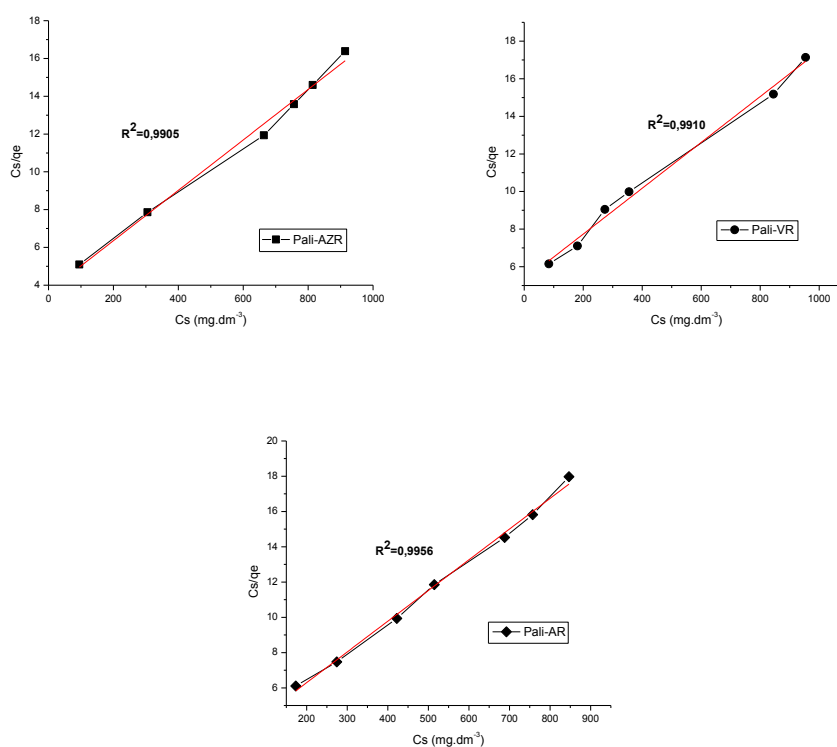 18
16
14
12
10
8
6
4
Cs/qe
R2=0,9905
Pali-AZR
0 200 400 600 800 1000
Cs (mg.dm-3)
18
16
14
12
10
8
6
Cs/qe
R2=0,9910
Pali-VR
0 200 400 600 800 1000
Cs (mg.dm-3)
20
18
16
14
12
10
8
6
Cs/qe
R2=0,9956
Pali-AR
200 300 400 500 600 700 800 900
Cs (mg.dm-3)